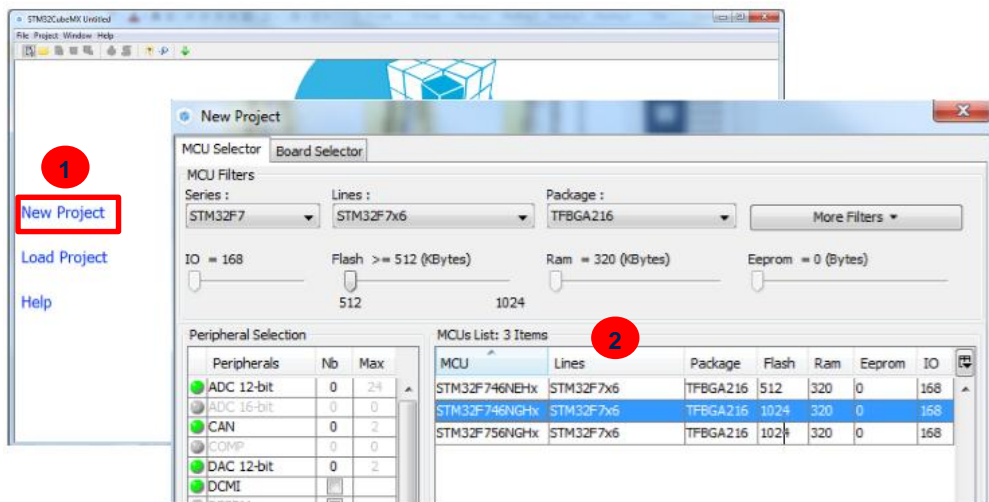 STM32CubeMX Untitled
File Project Window Help
New Project
MCU Selector Board Selector
1
MCU Filters
Series : Lines : Package :
New Project
STM32F7 STM32F7x6 TFBGA216 More Filters
Load Project
IO = 168 Flash >= 512 (KBytes) Ram = 320 (KBytes) Eeprom = 0 (Bytes)
Help
512 1024
Peripheral Selection MCUs List: 3 Items
2
Peripherals Nb Max MCU Lines Package Flash Ram Eeprom IO
ADC 12-bit 0 24 STM32F746NEHx STM32F7x6 TFBGA216 512 320 0 168
ADC 16-bit 0 0 STM32F746NGHx STM32F7x6 TFBGA216 1024 320 0 168
CAN 0 2 STM32F756NGHx STM32F7x6 TFBGA216 1024 320 0 168
COMP 0 0
DAC 12-bit 0 2
DCMI